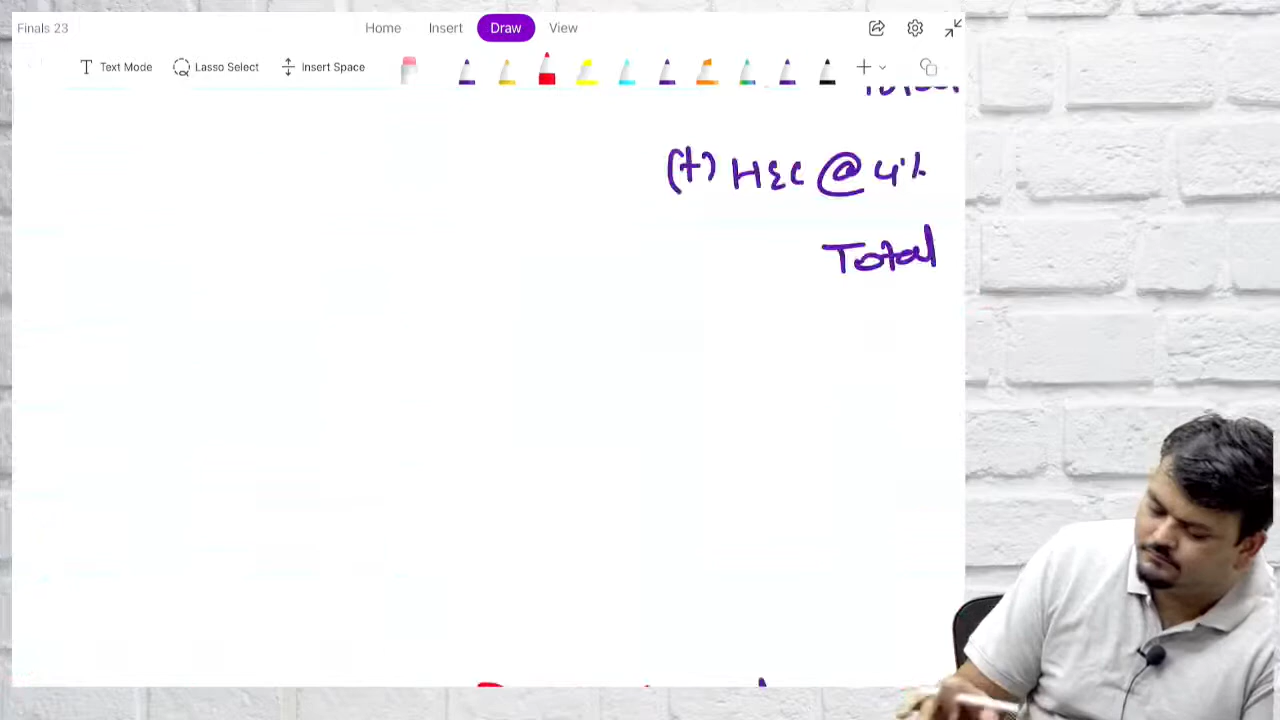 Finals 23
Home Insert Draw View
Text Mode Lasso Select Insert Space
(+) H&C @ 4%
Total